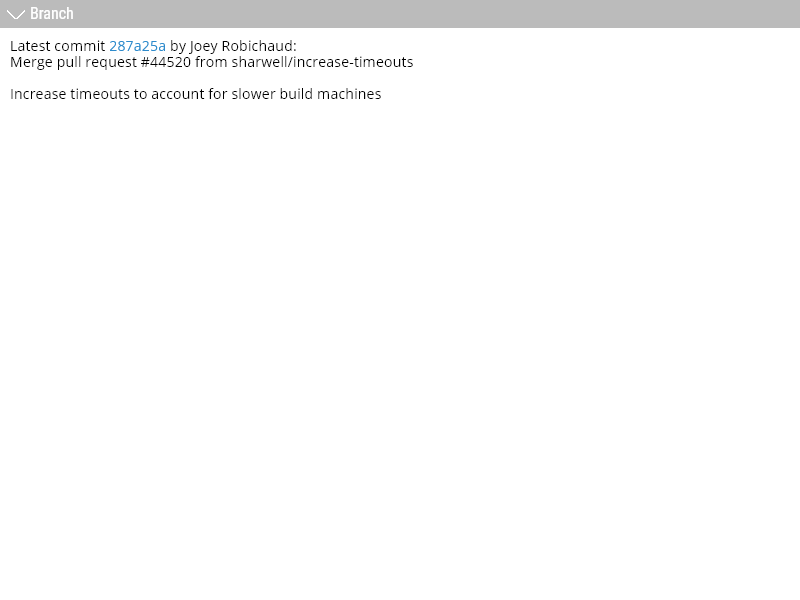 Branch
Latest commit 287a25a by Joey Robichaud:
Merge pull request #44520 from sharwell/increase-timeouts
Increase timeouts to account for slower build machines